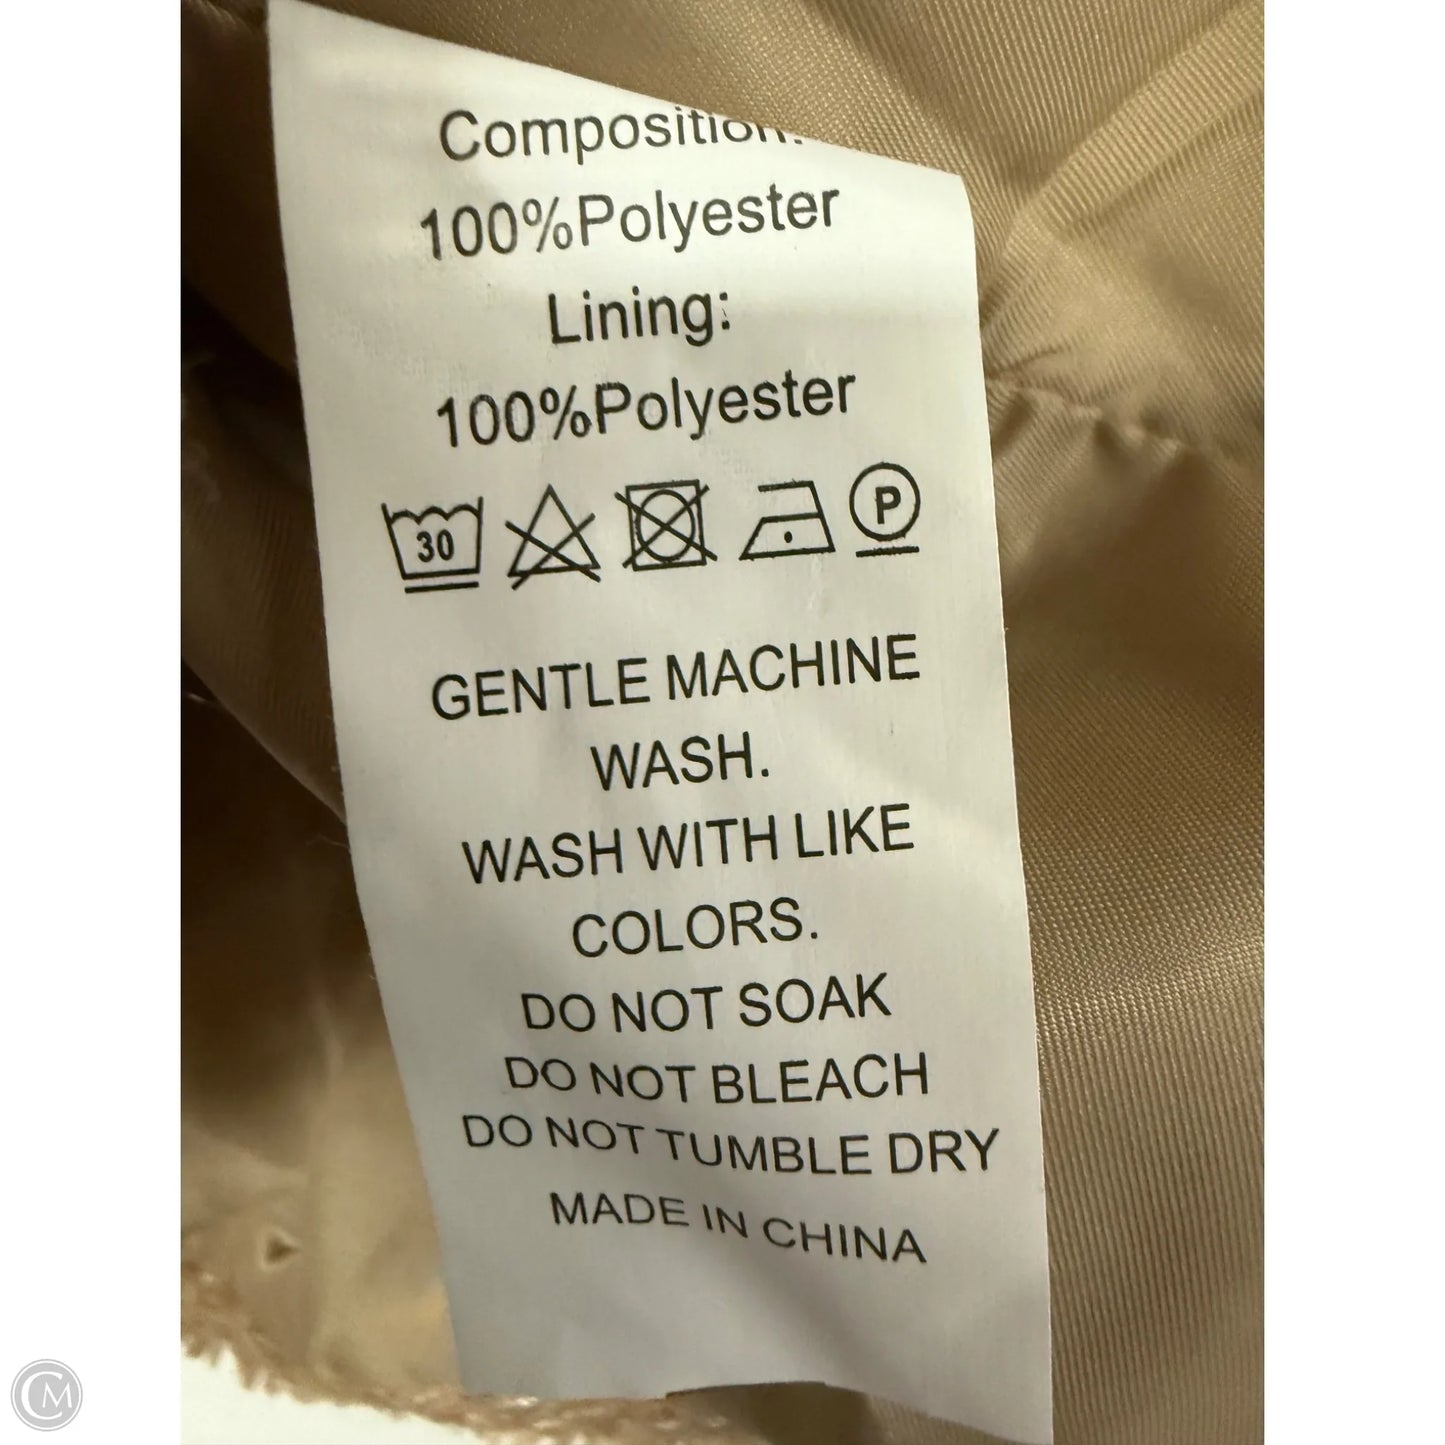 Composition:
100%Polyester
Lining:
100%Polyester
30 P
GENTLE MACHINE
WASH.
WASH WITH LIKE
COLORS.
DO NOT SOAK
DO NOT BLEACH
DO NOT TUMBLE DRY
MADE IN CHINA
CM